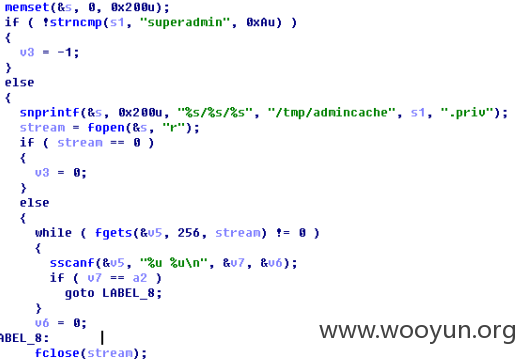 memset(&s, 0, 0x200u);
if ( !strncmp(s1, "superadmin", 0xAu) )
{
v3 = -1;
}
else
{
snprintf(&s, 0x200u, "%s/%s/%s", "/tmp/admincache", s1, ".priv");
stream = fopen(&s, "r");
if ( stream == 0 )
{
v3 = 0;
}
else
{
while ( fgets(&v5, 256, stream) != 0 )
{
sscanf(&v5, "%u %u\n", &v7, &v6);
if ( v7 == a2 )
goto LABEL_8;
}
v6 = 0;
ABEL_8:
fclose(stream);
www.wooyun.org